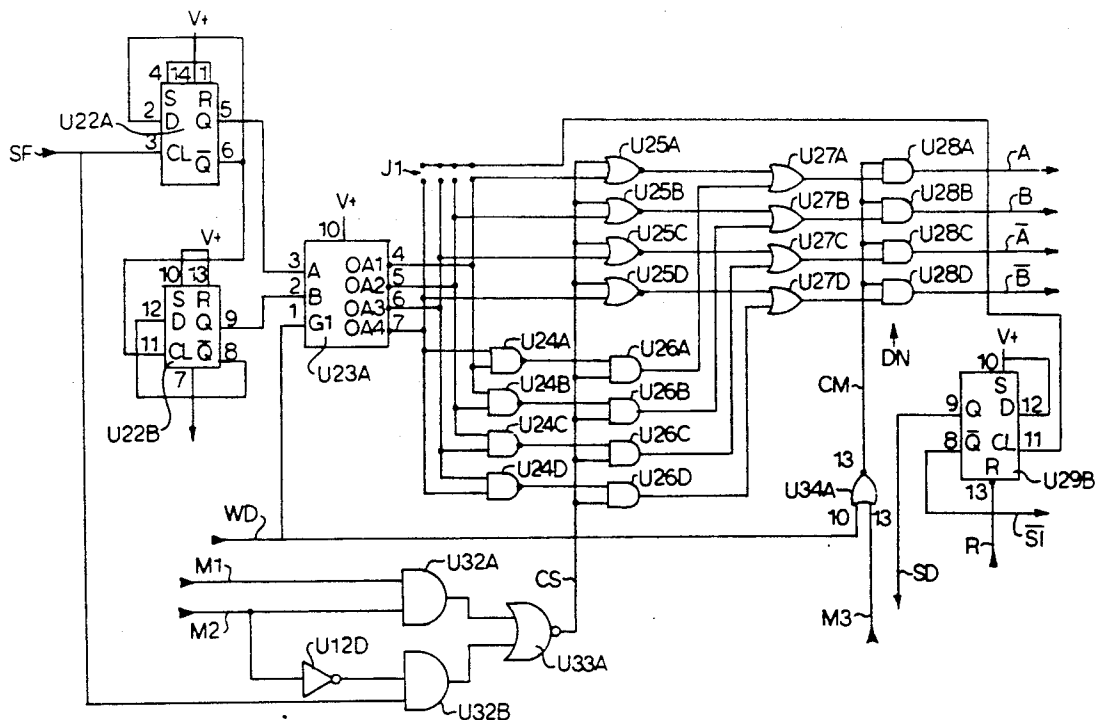 V+
4 14 1
S R
2 D Q 5
U22A
3 CL Q̅ 6
SF
V+
10 13
S R
12 D Q 9
11 CL Q̅ 8
7
U22B
V+
10
3 A OA1 4
2 B OA2 5
1 G1 OA3 6
OA4 7
U23A
J1
U25A
U25B
U25C
U25D
U27A
U27B
U27C
U27D
U28A
U28B
U28C
U28D
A
B
A̅
B̅
DN
U24A
U24B
U24C
U24D
U26A
U26B
U26C
U26D
CM
V+
10
S
9 Q D 12
8 Q̅ CL 11
R
13
U29B
S̅I̅
R
SD
13
U34A
10 13
M3
WD
M1
M2
U32A
U12D
U32B
U33A
CS